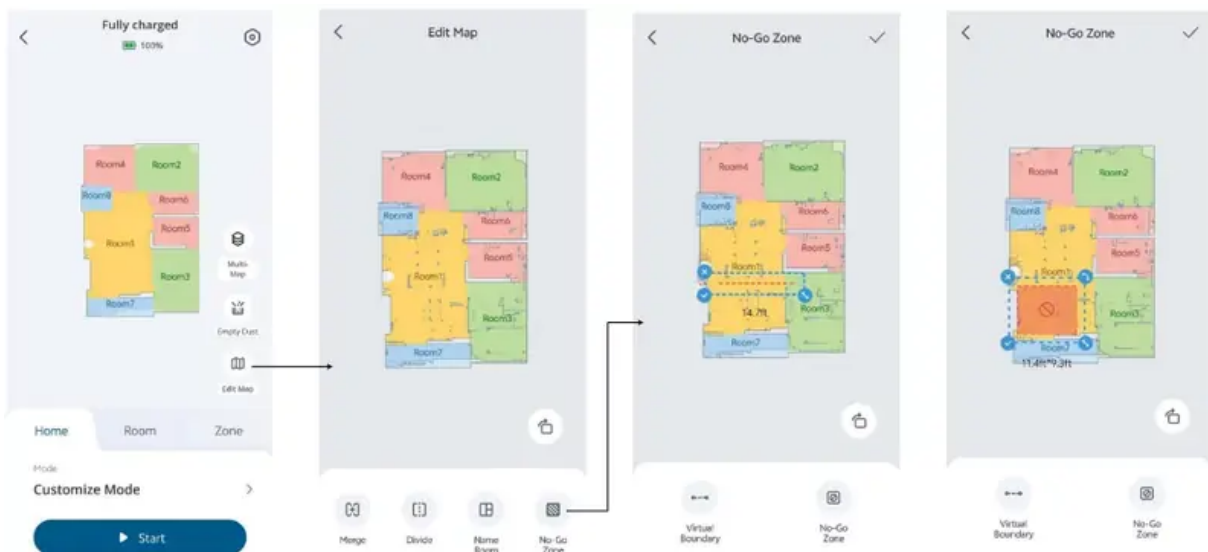 Fully charged
100%
Room4
Room2
Room8
Room6
Room5
Room1
Room3
Room7
Multi-
Map
Empty Dust
Edit Map
Home
Room
Zone
Mode
Customize Mode
Start
Edit Map
Room4
Room2
Room8
Room6
Room5
Room1
Room3
Room7
Merge
Divide
Name
Room
No-Go
Zone
No-Go Zone
Room4
Room2
Room8
Room6
Room5
Room1
14.7ft
Room3
Room7
Virtual
Boundary
No-Go
Zone
No-Go Zone
Room4
Room2
Room8
Room6
Room5
Room1
Room3
Room7
11.4ft*9.3ft
Virtual
Boundary
No-Go
Zone